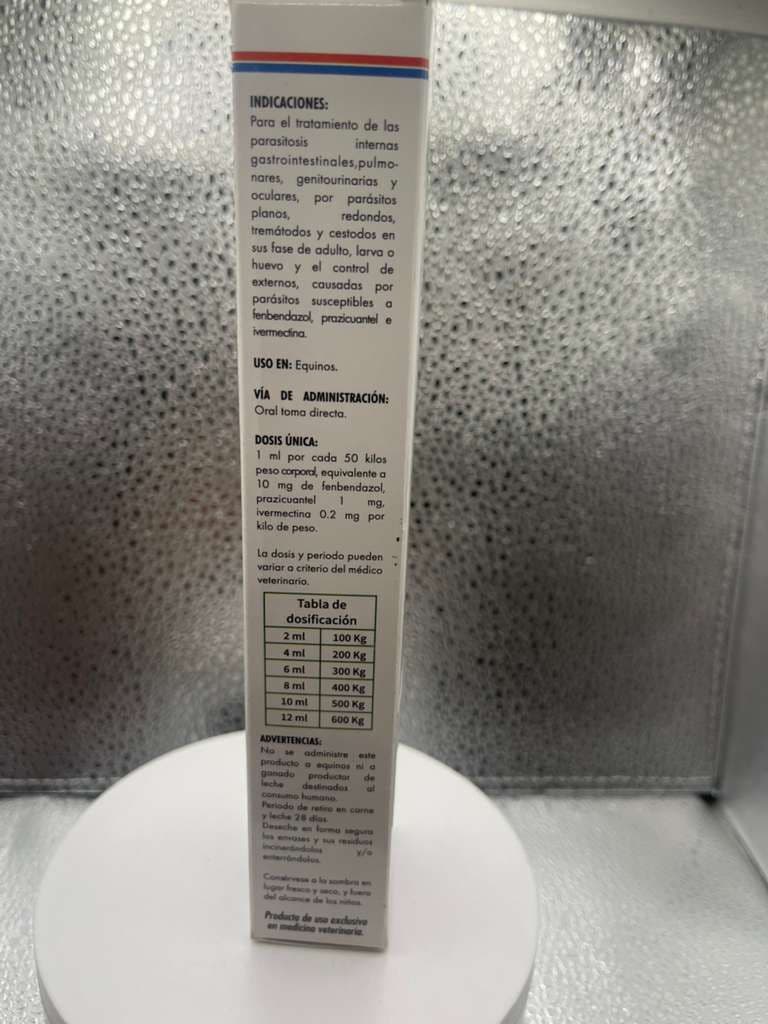 INDICACIONES:
Para el tratamiento de las
parasitosis internas
gastrointestinales,pulmo-
nares, genitourinarias y
oculares, por parásitos
planos, redondos,
tremátodos y cestodos en
sus fase de adulto, larva o
huevo y el control de
externos, causadas por
parásitos susceptibles a
fenbendazol, prazicuantel e
ivermectina.
USO EN: Equinos.
VÍA DE ADMINISTRACIÓN:
Oral toma directa.
DOSIS ÚNICA:
1 ml por cada 50 kilos
peso corporal, equivalente a
10 mg de fenbendazol,
prazicuantel 1 mg,
ivermectina 0.2 mg por
kilo de peso.
La dosis y periodo pueden
variar a criterio del médico
veterinario.
Tabla de
dosificación
2 ml 100 Kg
4 ml 200 Kg
6 ml 300 Kg
8 ml 400 Kg
10 ml 500 Kg
12 ml 600 Kg
ADVERTENCIAS:
No se administre este
producto a equinos ni a
ganado productor de
leche destinados al
consumo humano.
Periodo de retiro en carne
y leche 28 días
Deseche en forma segura
los envases y sus residuos
incinerándolos y/o
enterrándolos.
Consérvese a la sombra en
lugar fresco y seco, y fuera
del alcance de los niños.
Producto de uso exclusivo
en medicina veterinaria.